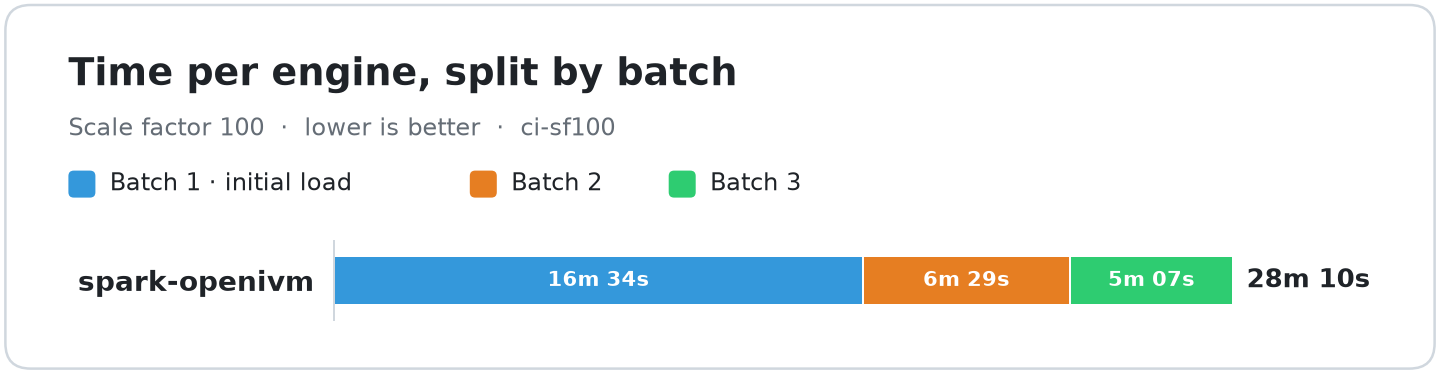 Time per engine, split by batch
Scale factor 100 · lower is better · ci-sf100
Batch 1 · initial load Batch 2 Batch 3
spark-openivm 16m 34s 6m 29s 5m 07s 28m 10s